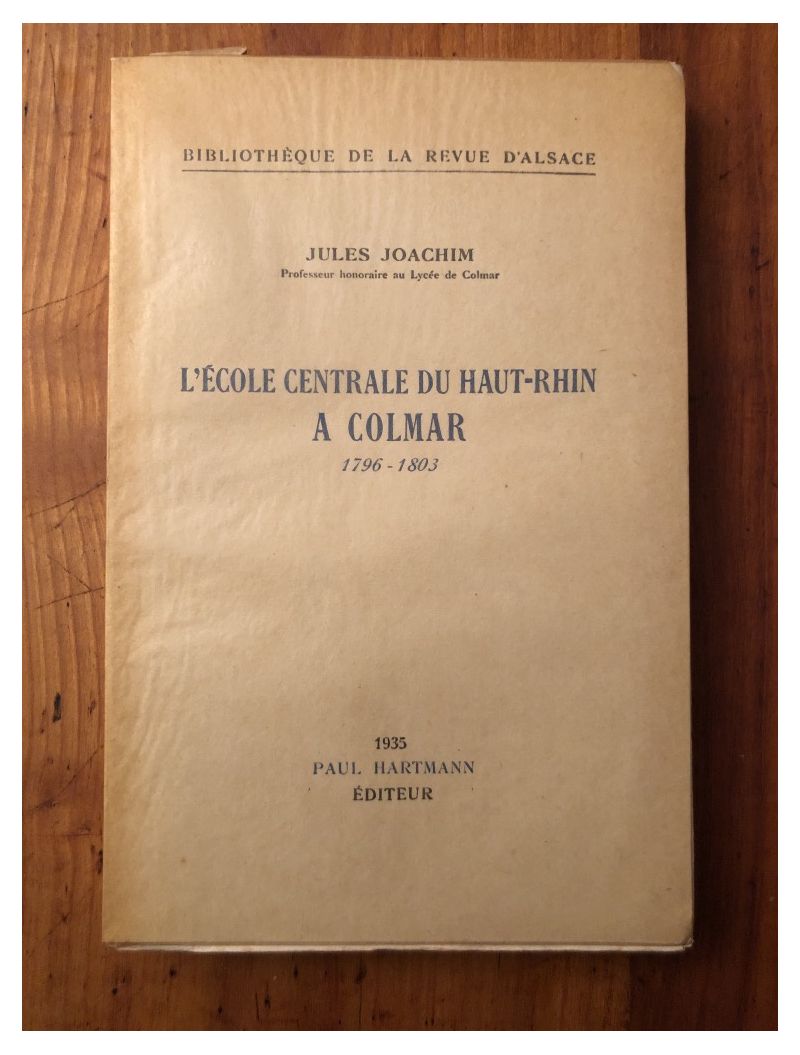 BIBLIOTHÈQUE DE LA REVUE D'ALSACE
JULES JOACHIM
Professeur honoraire au Lycée de Colmar
L'ÉCOLE CENTRALE DU HAUT-RHIN
A COLMAR
1796 - 1803
1935
PAUL HARTMANN
ÉDITEUR